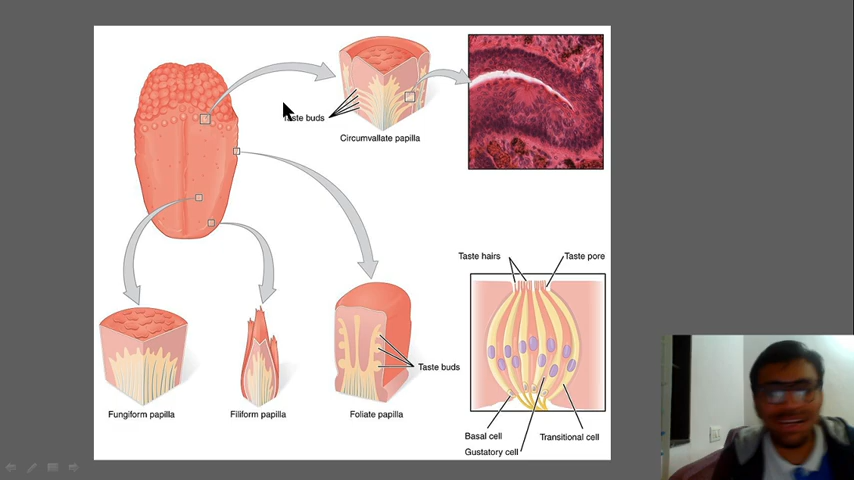 Taste buds
Circumvallate papilla
Taste hairs
Taste pore
Taste buds
Fungiform papilla
Filiform papilla
Foliate papilla
Basal cell
Transitional cell
Gustatory cell